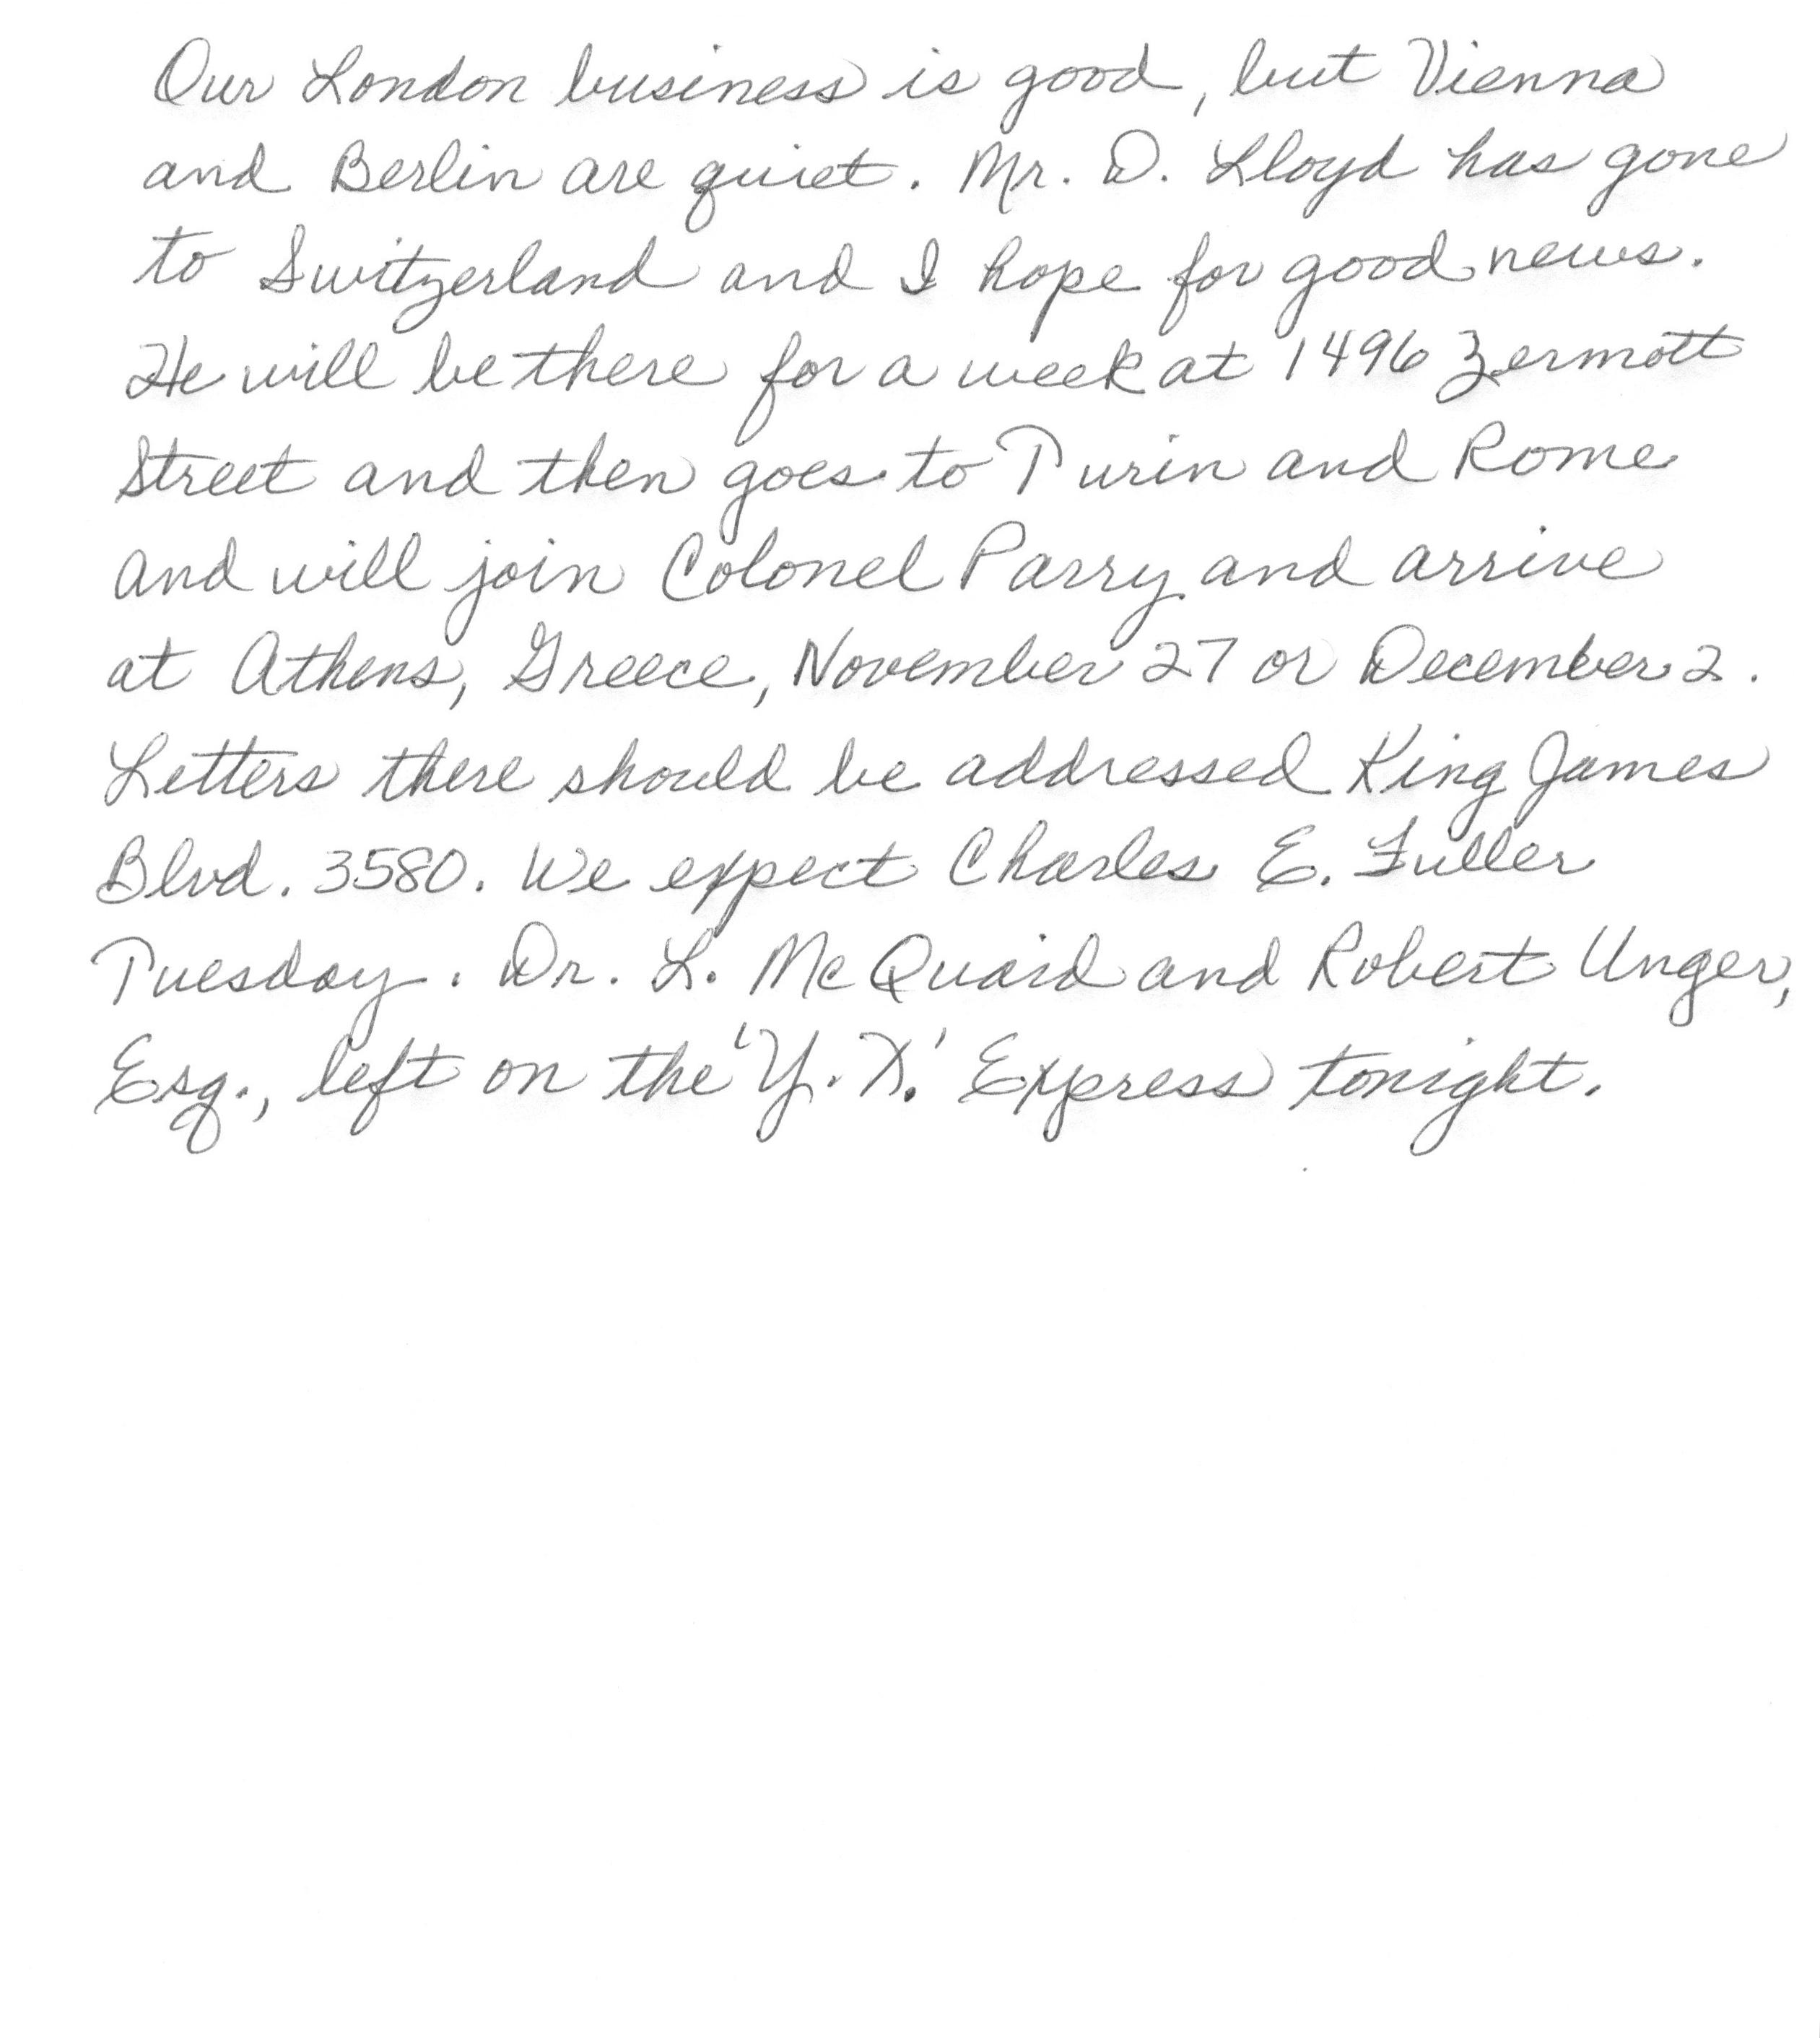 Our London business is good, but Vienna
and Berlin are quiet. Mr. D. Lloyd has gone
to Switzerland and I hope for good news.
He will be there for a week at 1496 Zermott
Street and then goes to Turin and Rome
and will join Colonel Parry and arrive
at Athens, Greece, November 27 or December 2.
Letters there should be addressed King James
Blvd. 3580. We expect Charles E. Fuller
Tuesday. Dr. L. McQuaid and Robert Unger,
Esq., left on the 'Y.X.' Express tonight.